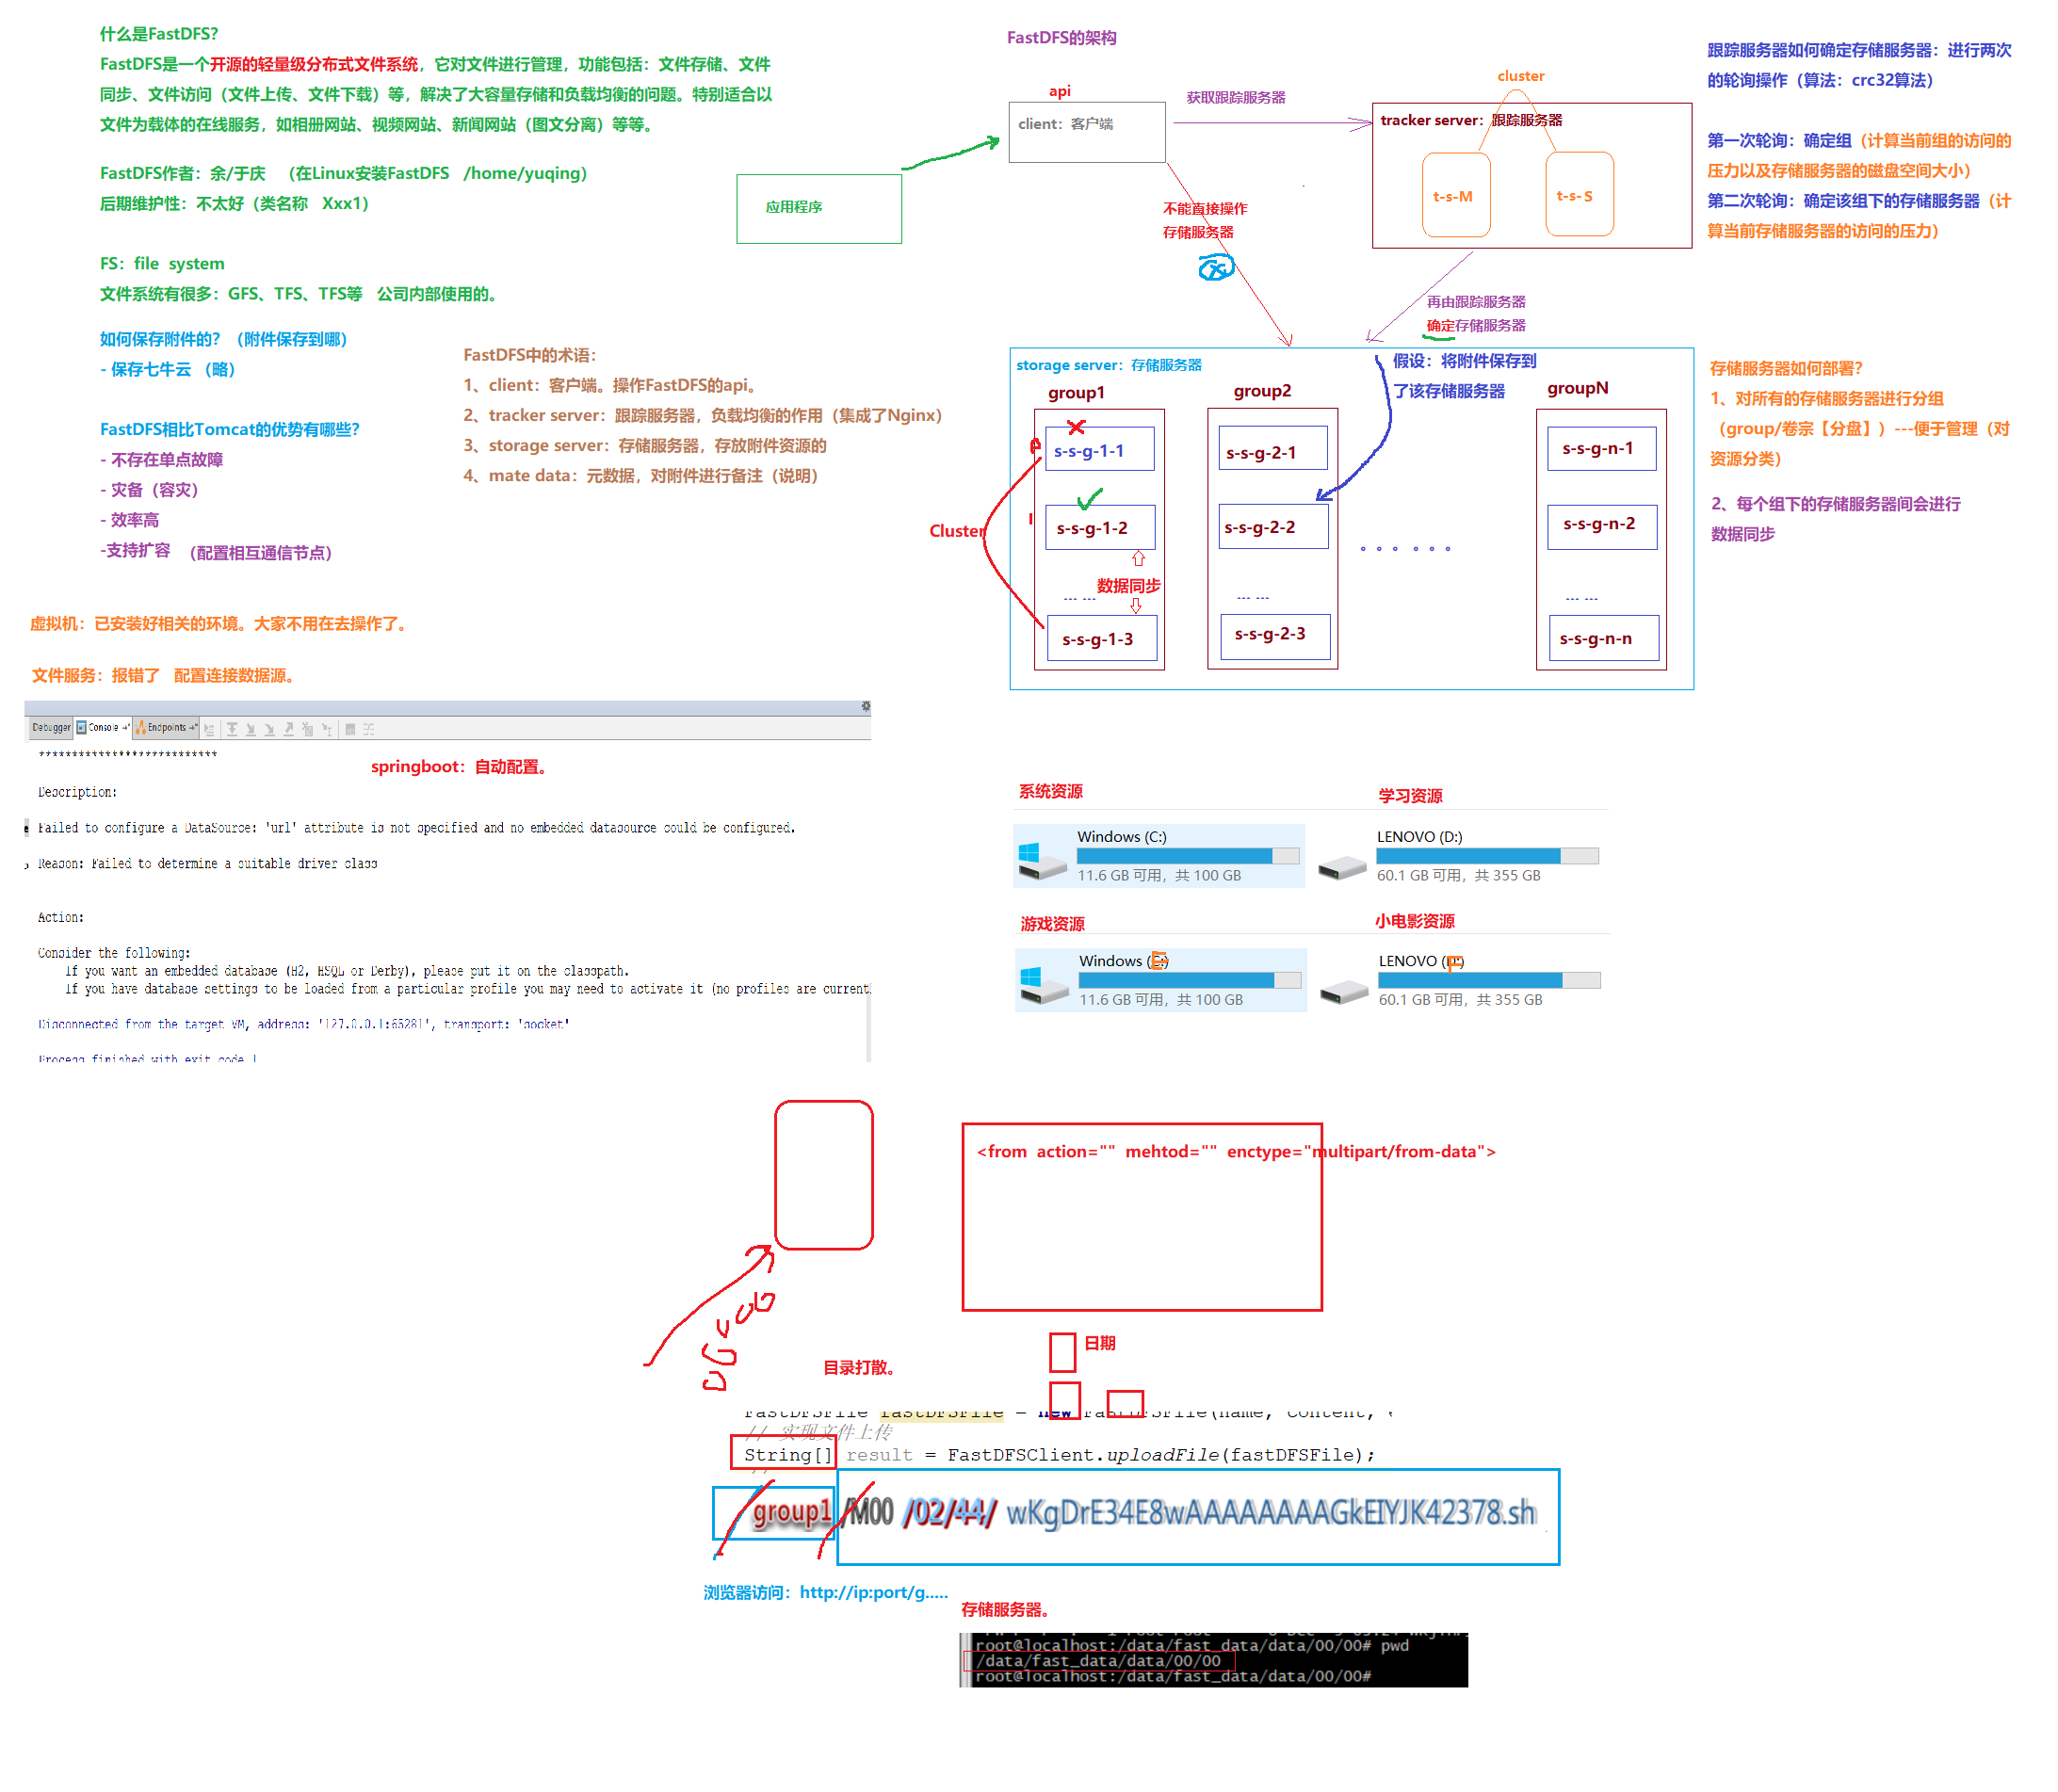 什么是FastDFS？
FastDFS是一个开源的轻量级分布式文件系统，它对文件进行管理，功能包括：文件存储、文件
同步、文件访问（文件上传、文件下载）等，解决了大容量存储和负载均衡的问题。特别适合以
文件为载体的在线服务，如相册网站、视频网站、新闻网站（图文分离）等等。
FastDFS作者：余/于庆 （在Linux安装FastDFS /home/yuqing）
后期维护性：不太好（类名称 Xxx1）
FS：file system
文件系统有很多：GFS、TFS、TFS等 公司内部使用的。
如何保存附件的？（附件保存到哪）
- 保存七牛云 （略）
FastDFS相比Tomcat的优势有哪些？
- 不存在单点故障
- 灾备（容灾）
- 效率高
-支持扩容 （配置相互通信节点）
FastDFS中的术语：
1、client：客户端。操作FastDFS的api。
2、tracker server：跟踪服务器，负载均衡的作用（集成了Nginx）
3、storage server：存储服务器，存放附件资源的
4、mate data：元数据，对附件进行备注（说明）
虚拟机：已安装好相关的环境。大家不用在去操作了。
文件服务：报错了 配置连接数据源。
FastDFS的架构
api
client：客户端
应用程序
获取跟踪服务器
cluster
tracker server：跟踪服务器
t-s-M
t-s-S
不能直接操作
存储服务器
再由跟踪服务器
确定存储服务器
storage server：存储服务器
假设：将附件保存到
了该存储服务器
group1
group2
groupN
s-s-g-1-1
s-s-g-2-1
s-s-g-n-1
s-s-g-1-2
s-s-g-2-2
s-s-g-n-2
Cluster
数据同步
... ...
... ...
... ...
s-s-g-1-3
s-s-g-2-3
s-s-g-n-n
跟踪服务器如何确定存储服务器：进行两次
的轮询操作（算法：crc32算法）
第一次轮询：确定组（计算当前组的访问的
压力以及存储服务器的磁盘空间大小）
第二次轮询：确定该组下的存储服务器（计
算当前存储服务器的访问的压力）
存储服务器如何部署？
1、对所有的存储服务器进行分组
（group/卷宗【分盘】）---便于管理（对
资源分类）
2、每个组下的存储服务器间会进行
数据同步
Debugger Console Endpoints
***************************
springboot：自动配置。
Description:
Failed to configure a DataSource: 'url' attribute is not specified and no embedded datasource could be configured.
Reason: Failed to determine a suitable driver class
Action:
Consider the following:
If you want an embedded database (H2, HSQL or Derby), please put it on the classpath.
If you have database settings to be loaded from a particular profile you may need to activate it (no profiles are current
Disconnected from the target VM, address: '127.0.0.1:65281', transport: 'socket'
Process finished with exit code 1
系统资源
学习资源
Windows (C:)
LENOVO (D:)
11.6 GB 可用，共 100 GB
60.1 GB 可用，共 355 GB
游戏资源
小电影资源
Windows (E:)
LENOVO (F:)
11.6 GB 可用，共 100 GB
60.1 GB 可用，共 355 GB
<from action="" mehtod="" enctype="multipart/from-data">
日期
目录打散。
FastDFSFile fastDFSFile = new FastDFSFile(name, content,
// 实现文件上传
String[] result = FastDFSClient.uploadFile(fastDFSFile);
group1 /M00 /02/44/ wKgDrE34E8wAAAAAAAAGkEIYJK42378.sh
浏览器访问：http://ip:port/g.....
存储服务器。
root@localhost:/data/fast_data/data/00/00# pwd
/data/fast_data/data/00/00
root@localhost:/data/fast_data/data/00/00#